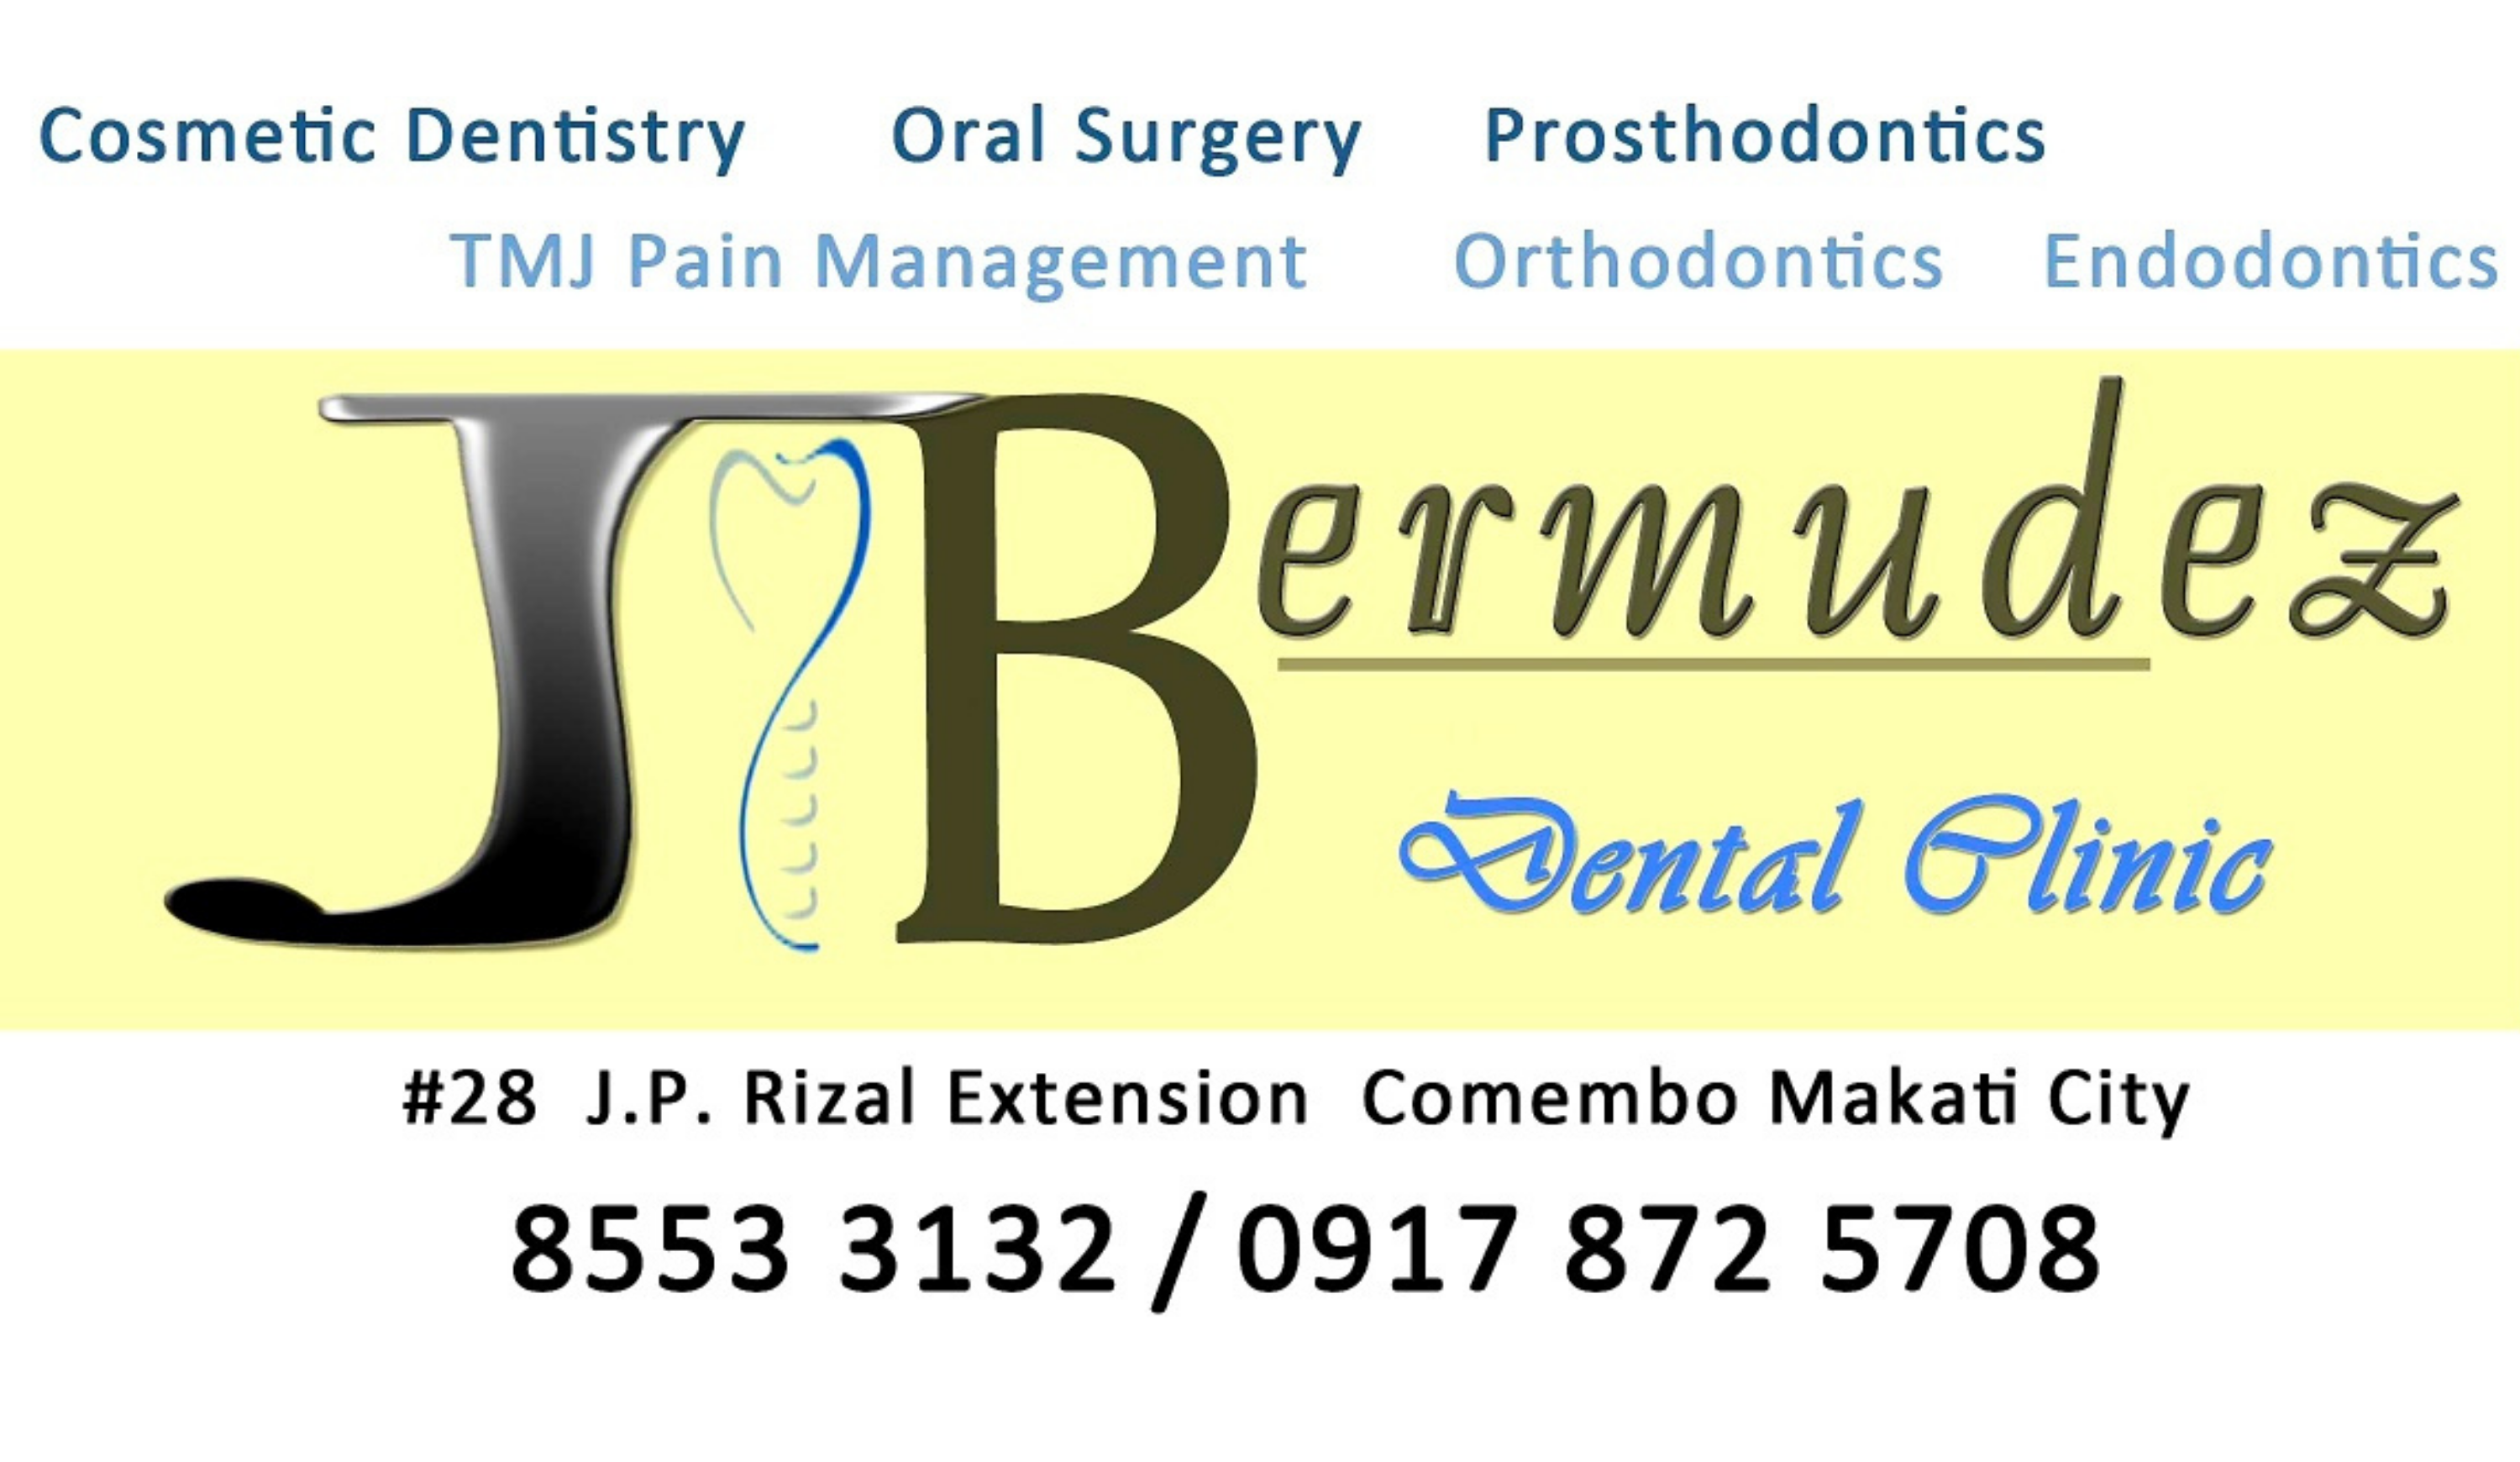 Cosmetic Dentistry Oral Surgery Prosthodontics
TMJ Pain Management Orthodontics Endodontics
J Bermudez
Dental Clinic
#28 J.P. Rizal Extension Comembo Makati City
8553 3132 / 0917 872 5708